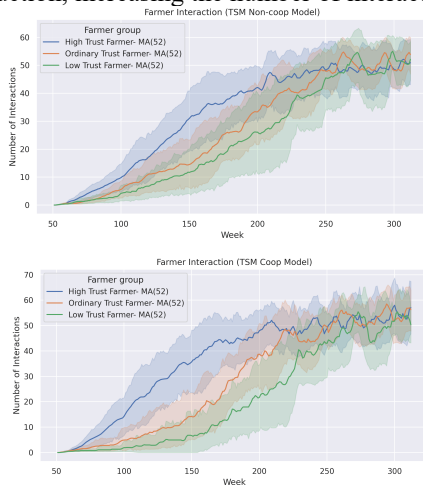 Farmer Interaction (TSM Non-coop Model)
Farmer group
High Trust Farmer- MA(52)
Ordinary Trust Farmer- MA(52)
Low Trust Farmer- MA(52)
Number of Interactions
60
50
40
30
20
10
0
50
100
150
200
250
300
Week
Farmer Interaction (TSM Coop Model)
Farmer group
High Trust Farmer- MA(52)
Ordinary Trust Farmer- MA(52)
Low Trust Farmer- MA(52)
Number of Interactions
70
60
50
40
30
20
10
0
50
100
150
200
250
300
Week